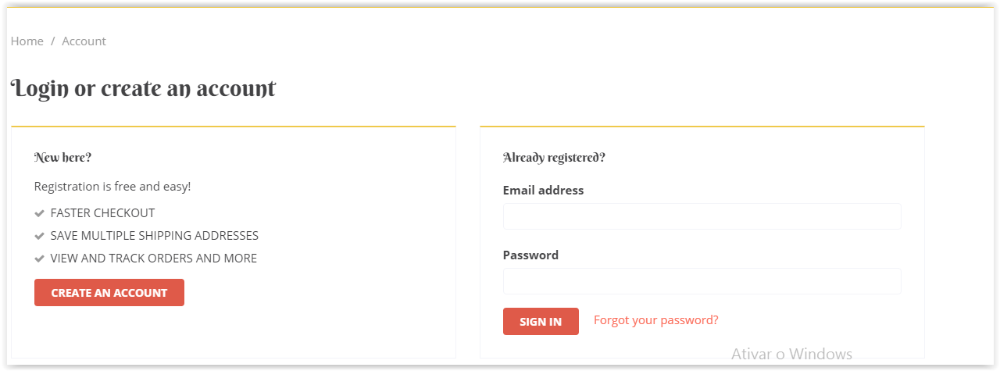 Home / Account
Login or create an account
New here?
Registration is free and easy!
FASTER CHECKOUT
SAVE MULTIPLE SHIPPING ADDRESSES
VIEW AND TRACK ORDERS AND MORE
CREATE AN ACCOUNT
Already registered?
Email address
Password
SIGN IN Forgot your password?
Ativar o Windows